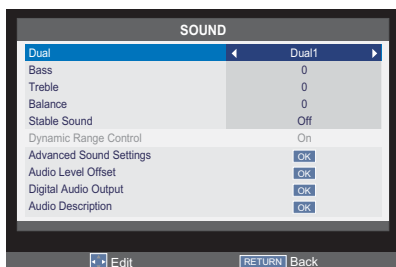 SOUND
Dual Dual1
Bass 0
Treble 0
Balance 0
Stable Sound Off
Dynamic Range Control On
Advanced Sound Settings OK
Audio Level Offset OK
Digital Audio Output OK
Audio Description OK
Edit RETURN Back